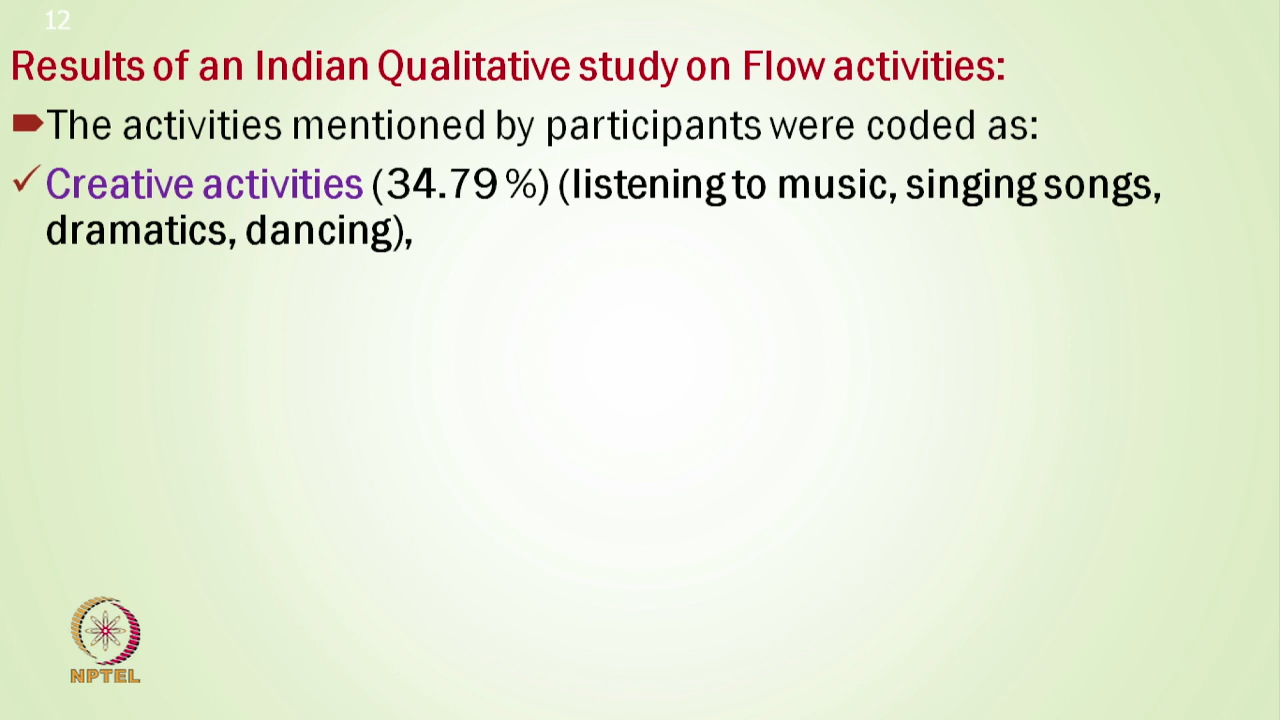 12
Results of an Indian Qualitative study on Flow activities:
The activities mentioned by participants were coded as:
Creative activities (34.79 %) (listening to music, singing songs,
dramatics, dancing),
NPTEL